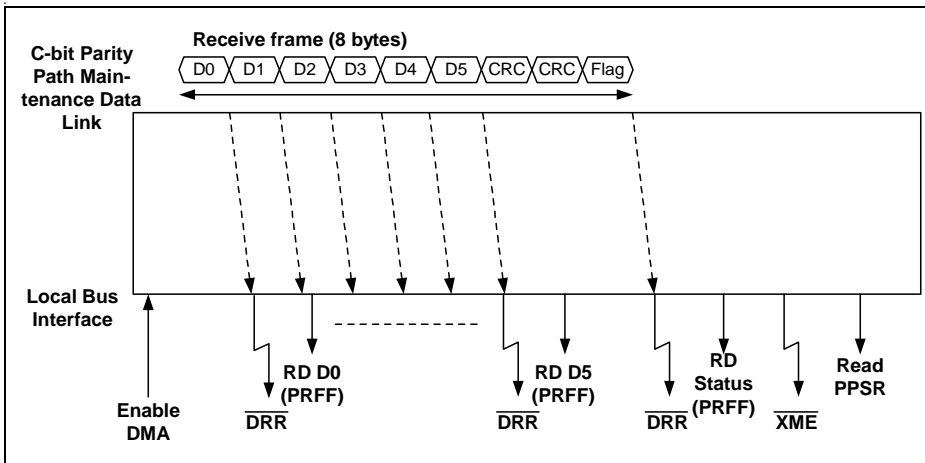 Receive frame (8 bytes)
C-bit Parity
Path Main-
tenance Data
Link
D0 D1 D2 D3 D4 D5 CRC CRC Flag
Local Bus
Interface
Enable
DMA
DRR
RD D0
(PRFF)
DRR
RD D5
(PRFF)
DRR
RD
Status
(PRFF)
XME
Read
PPSR